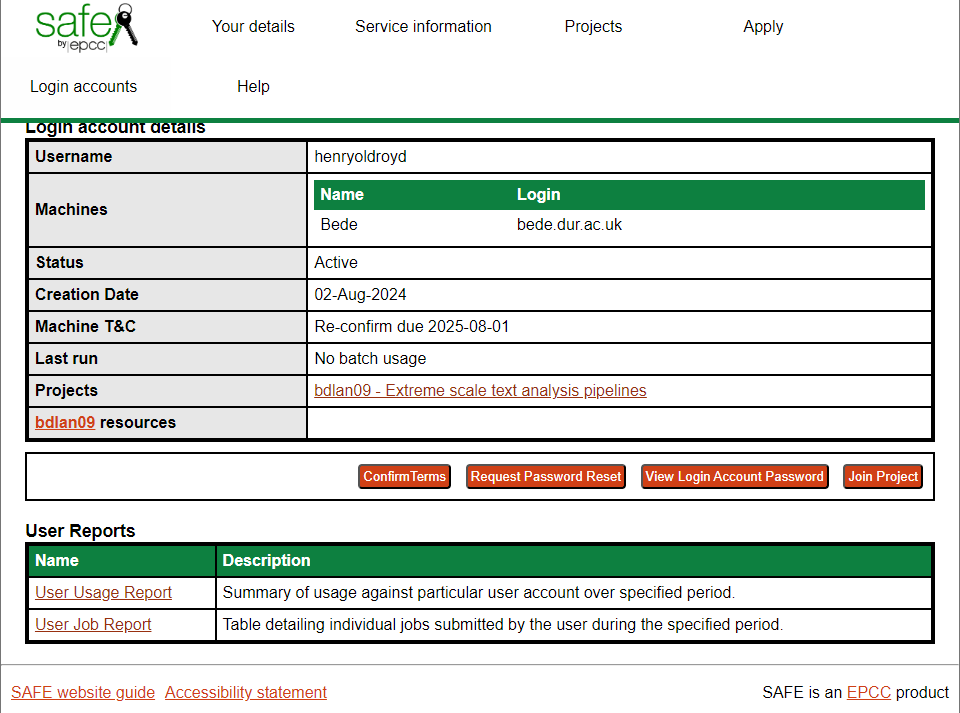 safe
by |epcc|
Your details
Service information
Projects
Apply
Login accounts
Help
Login account details
Username henryoldroyd
Machines
Name Login
Bede bede.dur.ac.uk
Status Active
Creation Date 02-Aug-2024
Machine T&C Re-confirm due 2025-08-01
Last run No batch usage
Projects bdlan09 - Extreme scale text analysis pipelines
bdlan09 resources
ConfirmTerms Request Password Reset View Login Account Password Join Project
User Reports
Name Description
User Usage Report Summary of usage against particular user account over specified period.
User Job Report Table detailing individual jobs submitted by the user during the specified period.
SAFE website guide Accessibility statement SAFE is an EPCC product